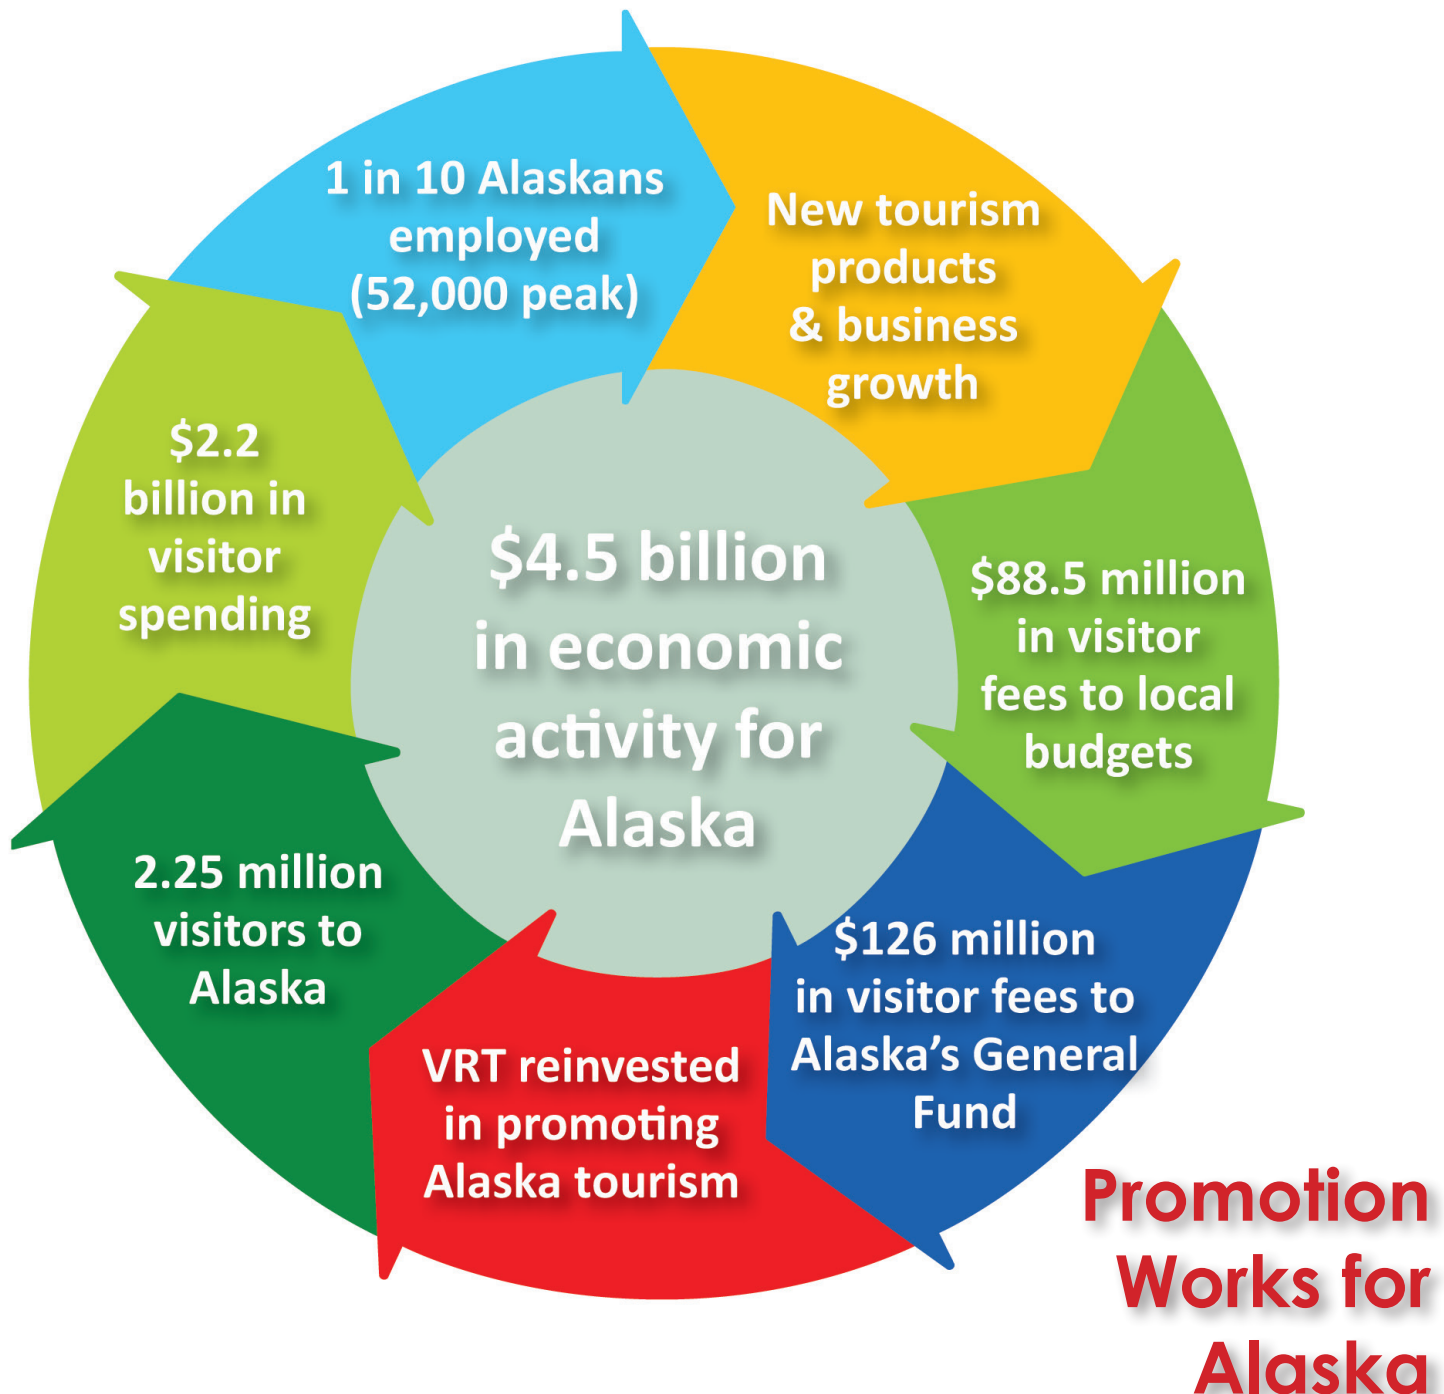 1 in 10 Alaskans
employed
(52,000 peak)
New tourism
products
& business
growth
$88.5 million
in visitor
fees to local
budgets
$126 million
in visitor fees to
Alaska’s General
Fund
VRT reinvested
in promoting
Alaska tourism
2.25 million
visitors to
Alaska
$2.2
billion in
visitor
spending
$4.5 billion
in economic
activity for
Alaska
Promotion
Works for
Alaska